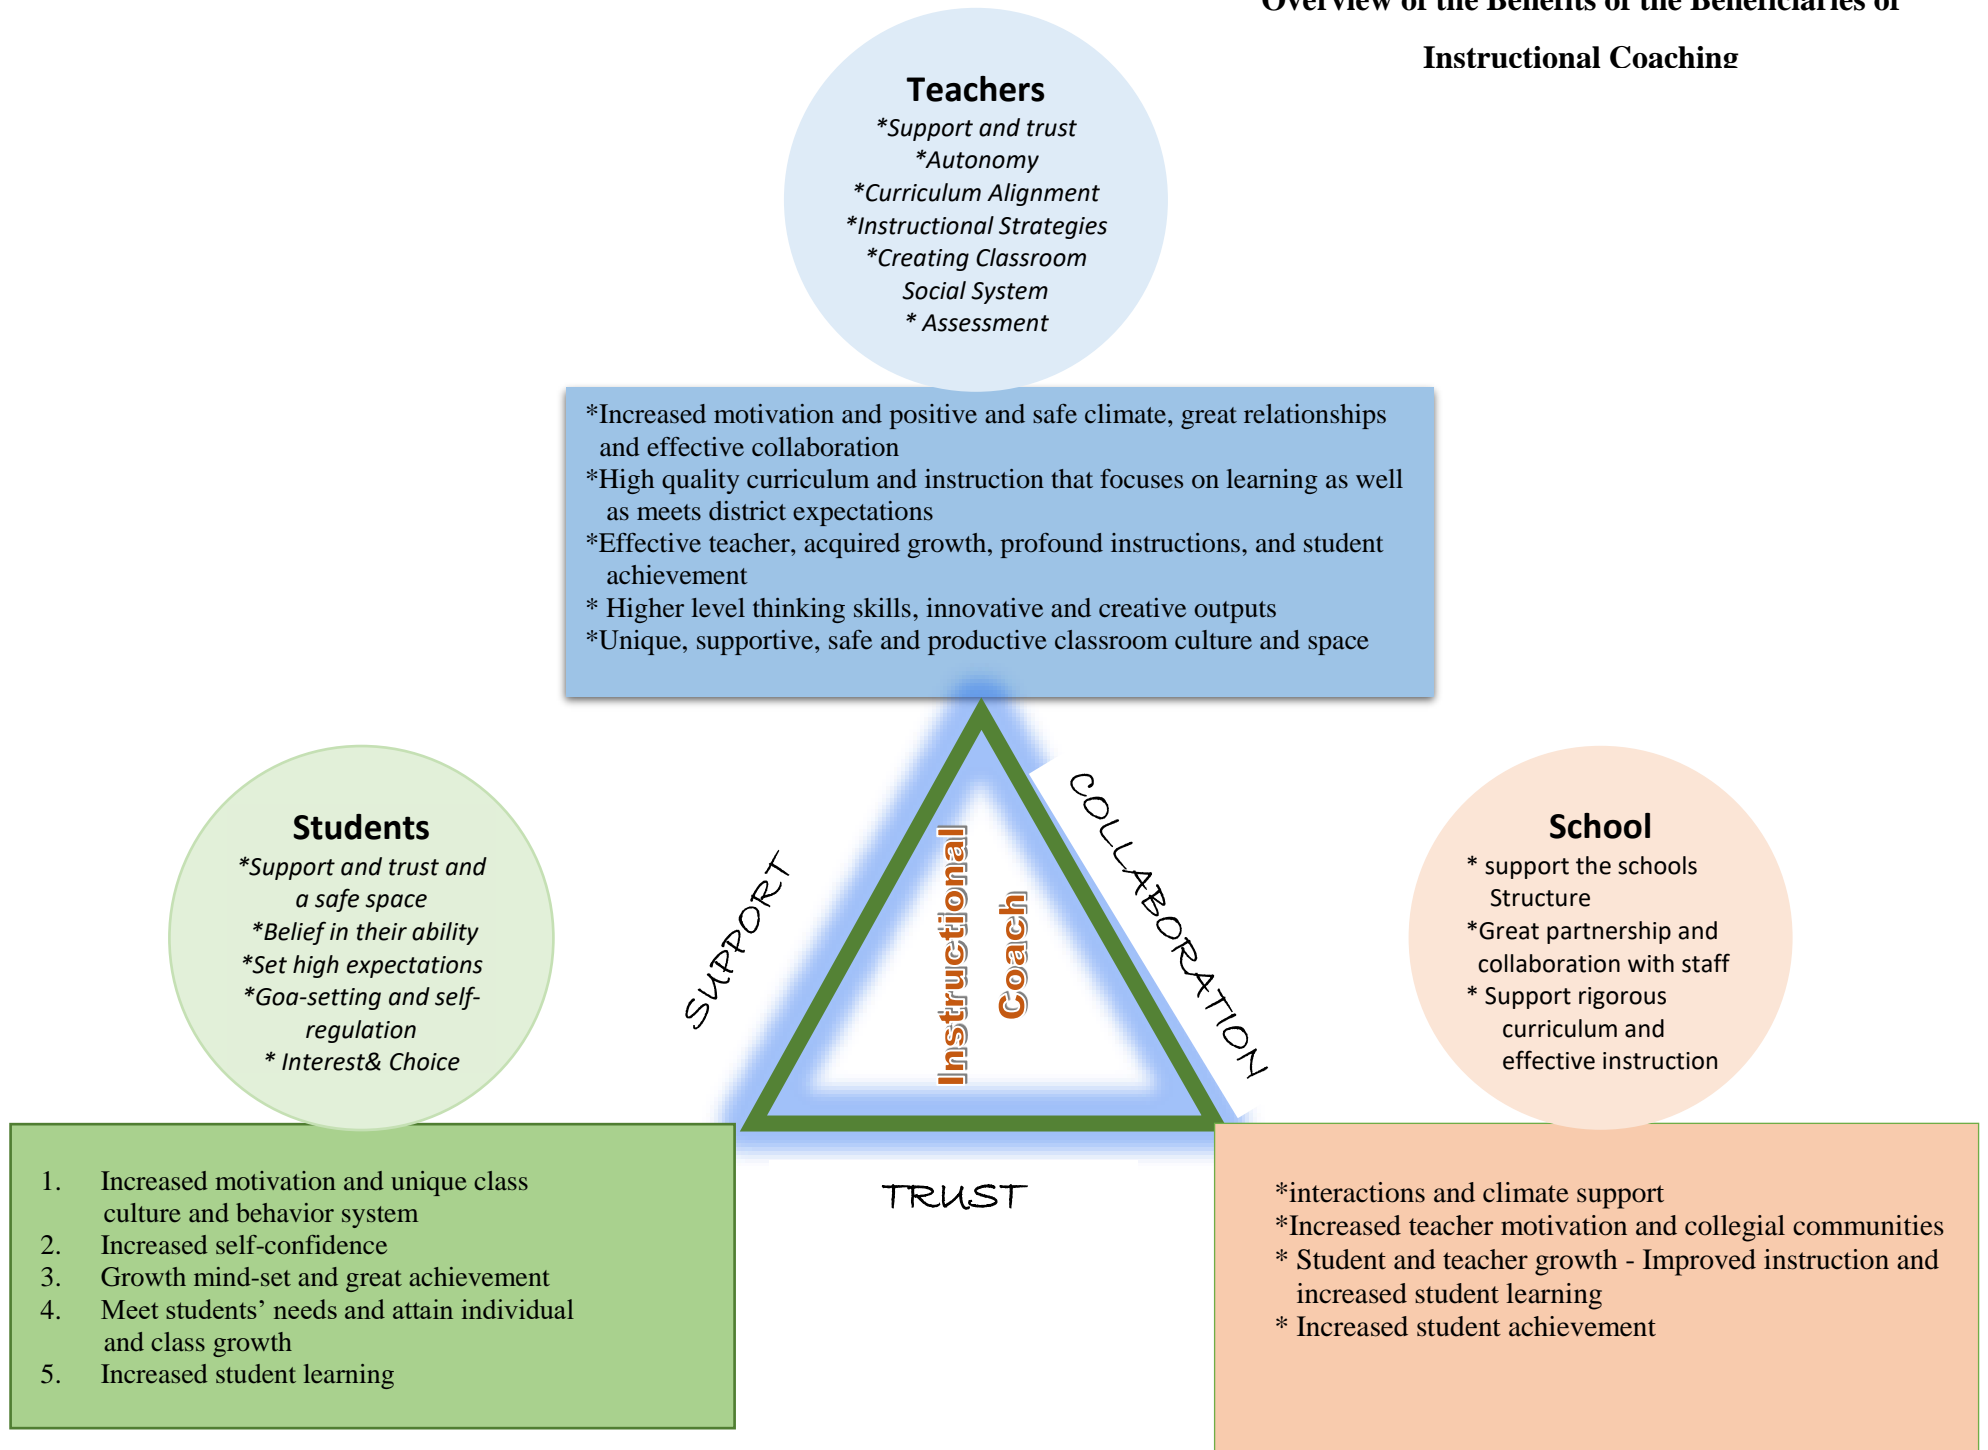 Overview of the Benefits of the Beneficiaries of
Instructional Coaching
Teachers
*Support and trust
*Autonomy
*Curriculum Alignment
*Instructional Strategies
*Creating Classroom
Social System
* Assessment
*Increased motivation and positive and safe climate, great relationships
and effective collaboration
*High quality curriculum and instruction that focuses on learning as well
as meets district expectations
*Effective teacher, acquired growth, profound instructions, and student
achievement
* Higher level thinking skills, innovative and creative outputs
*Unique, supportive, safe and productive classroom culture and space
Students
*Support and trust and
a safe space
*Belief in their ability
*Set high expectations
*Goa-setting and self-
regulation
* Interest& Choice
SUPPORT
Instructional
Coach
COLLABORATION
TRUST
School
* support the schools
Structure
*Great partnership and
collaboration with staff
* Support rigorous
curriculum and
effective instruction
1. Increased motivation and unique class
culture and behavior system
2. Increased self-confidence
3. Growth mind-set and great achievement
4. Meet students’ needs and attain individual
and class growth
5. Increased student learning
*interactions and climate support
*Increased teacher motivation and collegial communities
* Student and teacher growth - Improved instruction and
increased student learning
* Increased student achievement